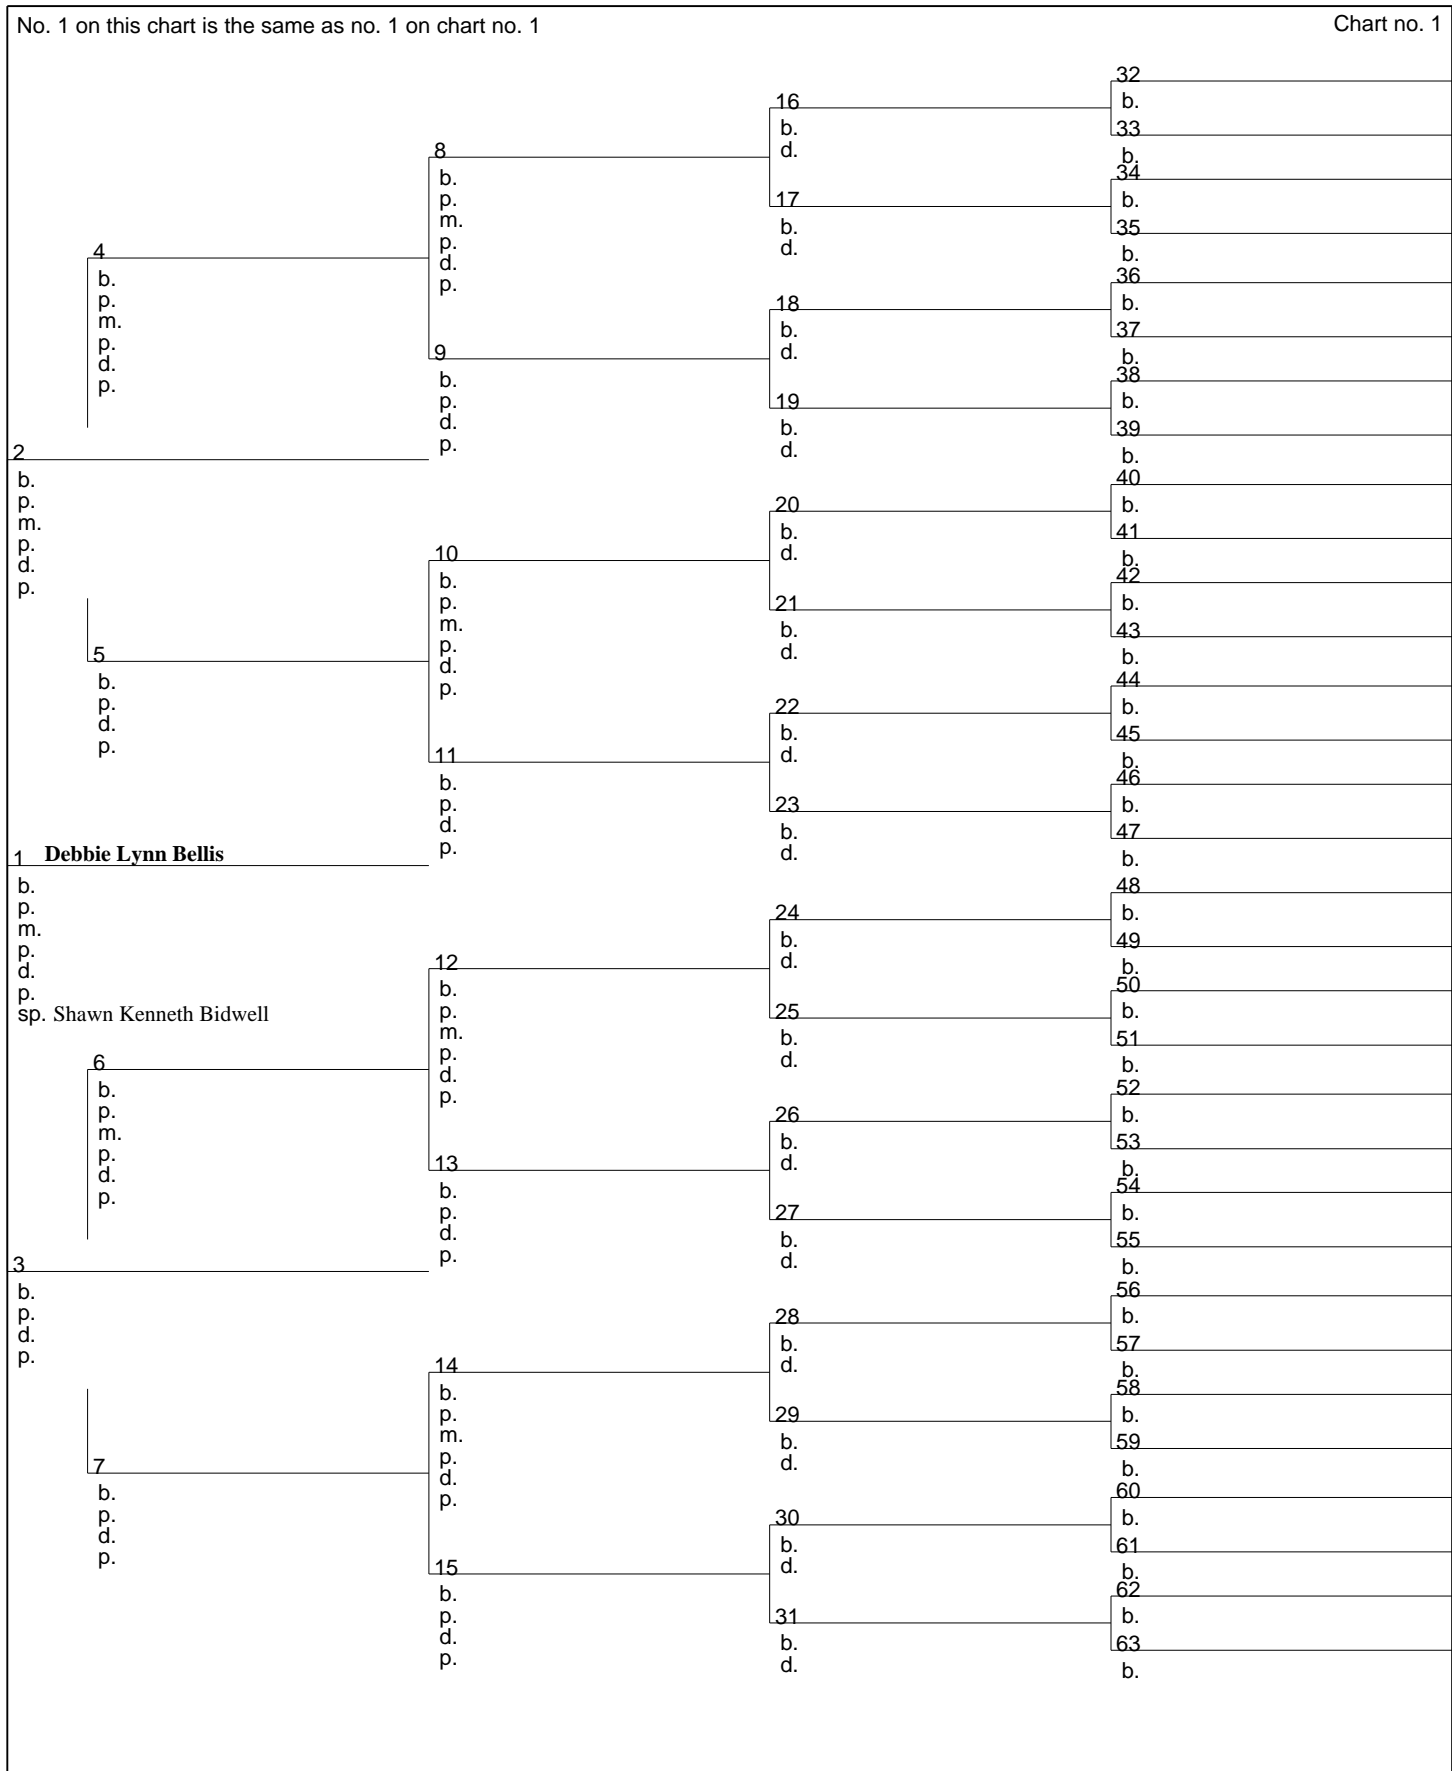 No. 1 on this chart is the same as no. 1 on chart no. 1
Chart no. 1
2
b.
p.
m.
p.
d.
p.
1 Debbie Lynn Bellis
b.
p.
m.
p.
d.
p.
sp. Shawn Kenneth Bidwell
3
b.
p.
d.
p.
4
b.
p.
m.
p.
d.
p.
5
b.
p.
d.
p.
6
b.
p.
m.
p.
d.
p.
7
b.
p.
d.
p.
8
b.
p.
m.
p.
d.
p.
9
b.
p.
d.
p.
10
b.
p.
m.
p.
d.
p.
11
b.
p.
d.
p.
12
b.
p.
m.
p.
d.
p.
13
b.
p.
d.
p.
14
b.
p.
m.
p.
d.
p.
15
b.
p.
d.
p.
16
b.
d.
17
b.
d.
18
b.
d.
19
b.
d.
20
b.
d.
21
b.
d.
22
b.
d.
23
b.
d.
24
b.
d.
25
b.
d.
26
b.
d.
27
b.
d.
28
b.
d.
29
b.
d.
30
b.
d.
31
b.
d.
32
b.
33
b.
34
b.
35
b.
36
b.
37
b.
38
b.
39
b.
40
b.
41
b.
42
b.
43
b.
44
b.
45
b.
46
b.
47
b.
48
b.
49
b.
50
b.
51
b.
52
b.
53
b.
54
b.
55
b.
56
b.
57
b.
58
b.
59
b.
60
b.
61
b.
62
b.
63
b.